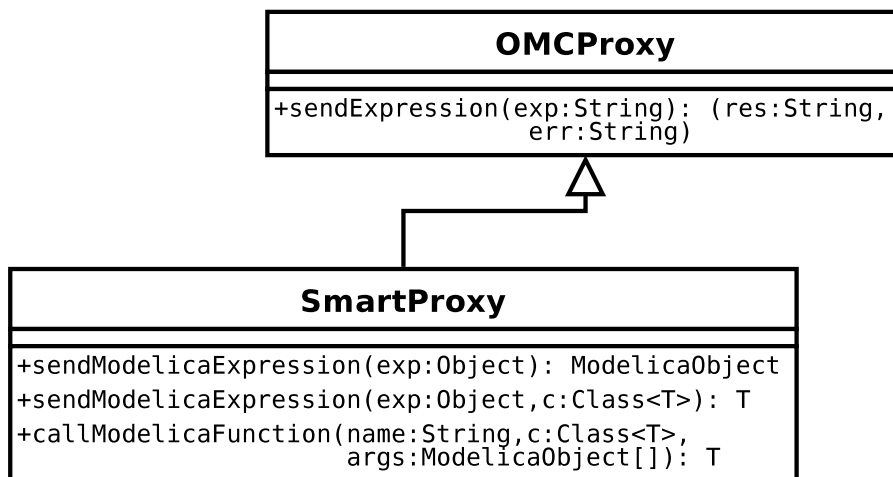 OMCProxy
+sendExpression(exp:String): (res:String,
err:String)
SmartProxy
+sendModelicaExpression(exp:Object): ModelicaObject
+sendModelicaExpression(exp:Object,c:Class<T>): T
+callModelicaFunction(name:String,c:Class<T>,
args:ModelicaObject[]): T